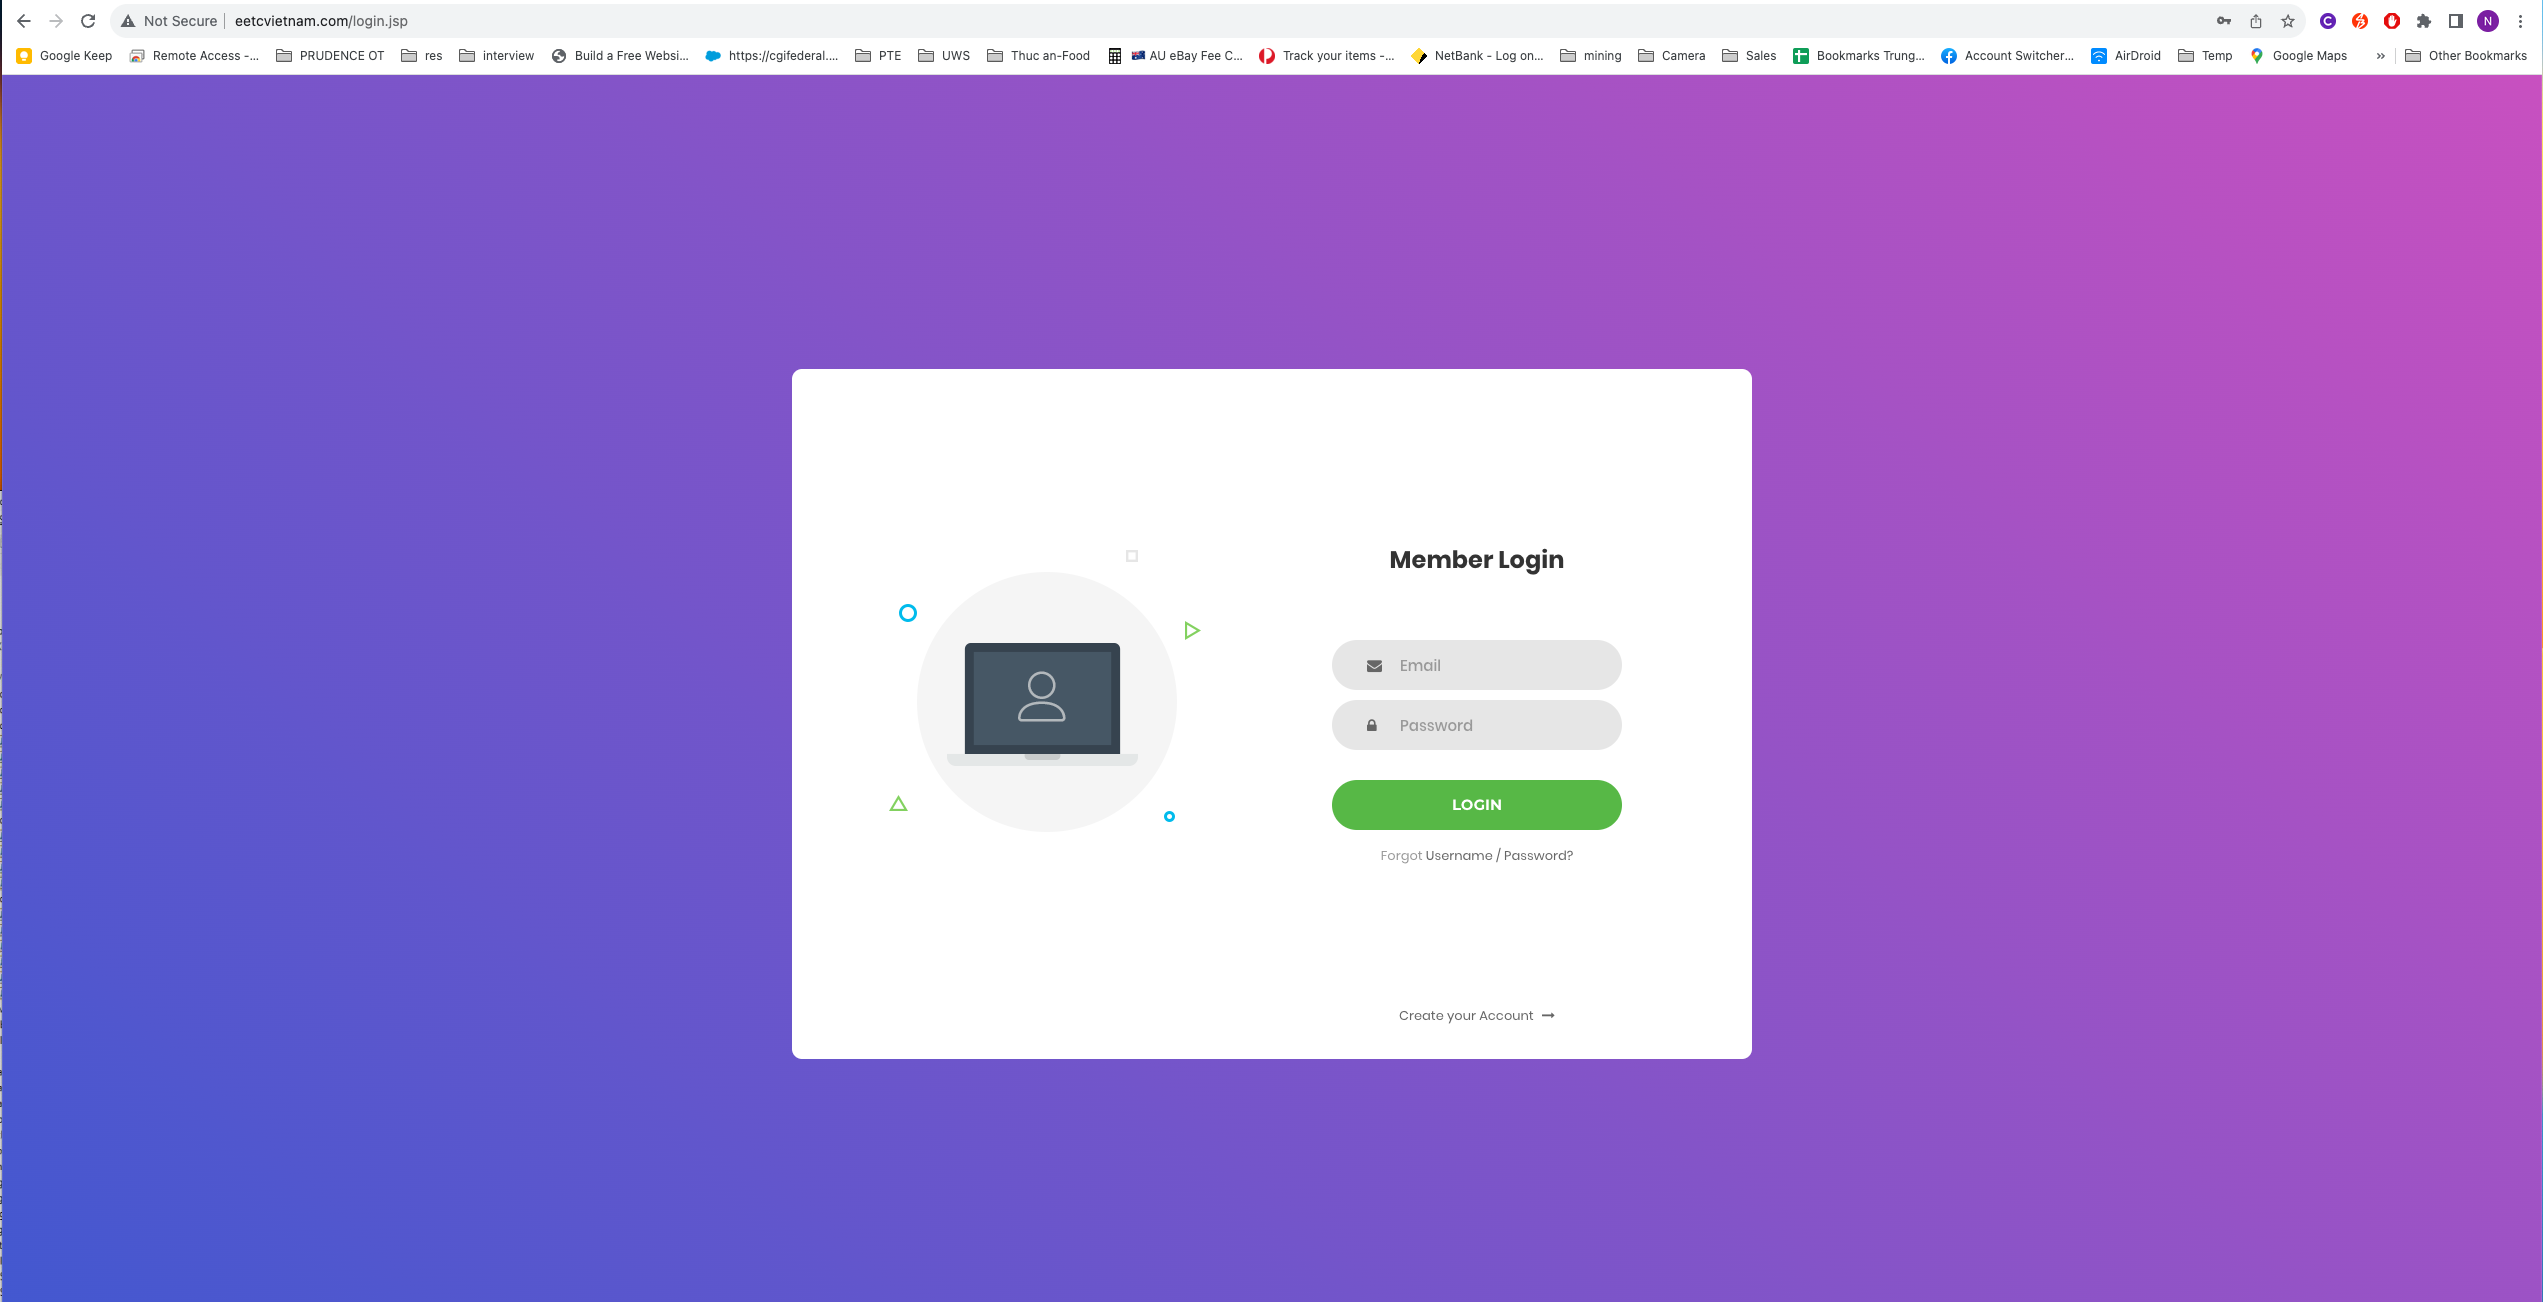 Not Secure eetcvietnam.com/login.jsp N
Google Keep Remote Access -... PRUDENCE OT res interview Build a Free Websi... https://cgifederal.... PTE UWS Thuc an-Food AU eBay Fee C... Track your items -... NetBank - Log on... mining Camera Sales Bookmarks Trung... Account Switcher... AirDroid Temp Google Maps » Other Bookmarks
Member Login
Email
Password
LOGIN
Forgot Username / Password?
Create your Account